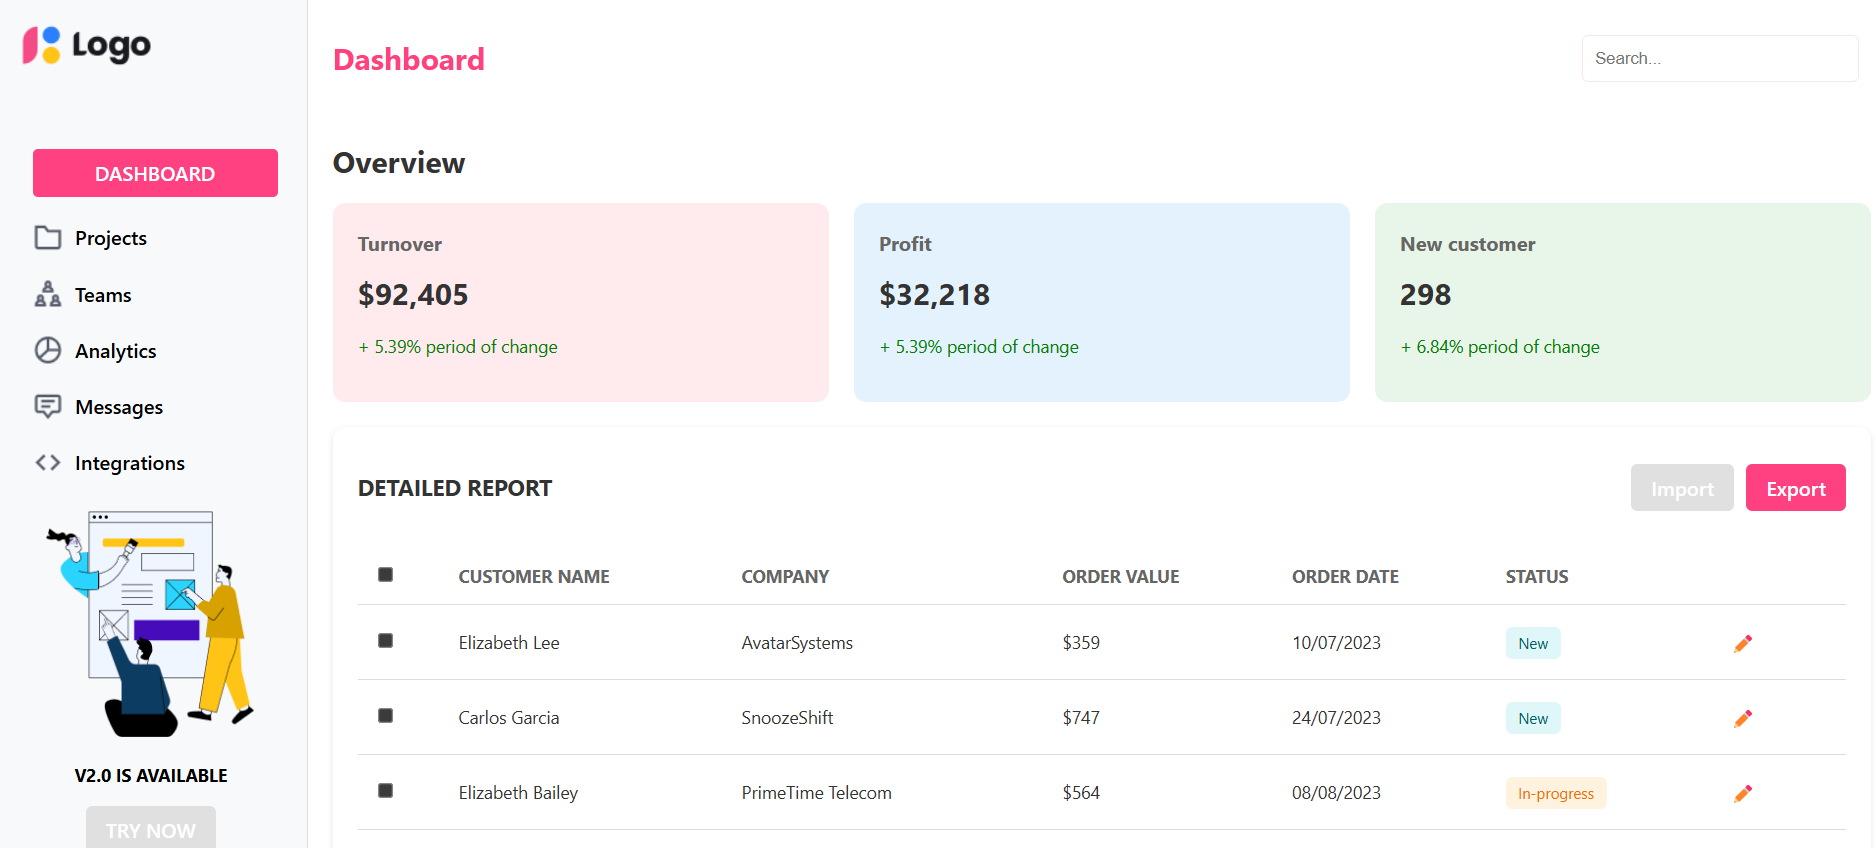 Logo
DASHBOARD
Projects
Teams
Analytics
Messages
Integrations
V2.0 IS AVAILABLE
TRY NOW
Dashboard
Search...
Overview
Turnover
$92,405
+ 5.39% period of change
Profit
$32,218
+ 5.39% period of change
New customer
298
+ 6.84% period of change
DETAILED REPORT
Import
Export
CUSTOMER NAME COMPANY ORDER VALUE ORDER DATE STATUS
Elizabeth Lee AvatarSystems $359 10/07/2023 New
Carlos Garcia SnoozeShift $747 24/07/2023 New
Elizabeth Bailey PrimeTime Telecom $564 08/08/2023 In-progress